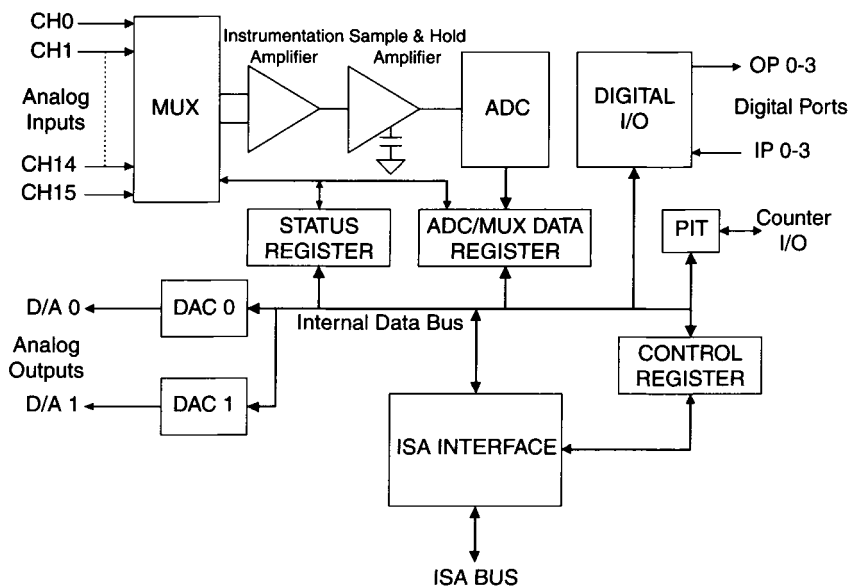 CH0
CH1
Analog
Inputs
CH14
CH15
MUX
Instrumentation
Amplifier
Sample & Hold
Amplifier
ADC
DIGITAL
I/O
OP 0-3
Digital Ports
IP 0-3
STATUS
REGISTER
ADC/MUX DATA
REGISTER
PIT
Counter
I/O
D/A 0
DAC 0
Internal Data Bus
Analog
Outputs
D/A 1
DAC 1
CONTROL
REGISTER
ISA INTERFACE
ISA BUS